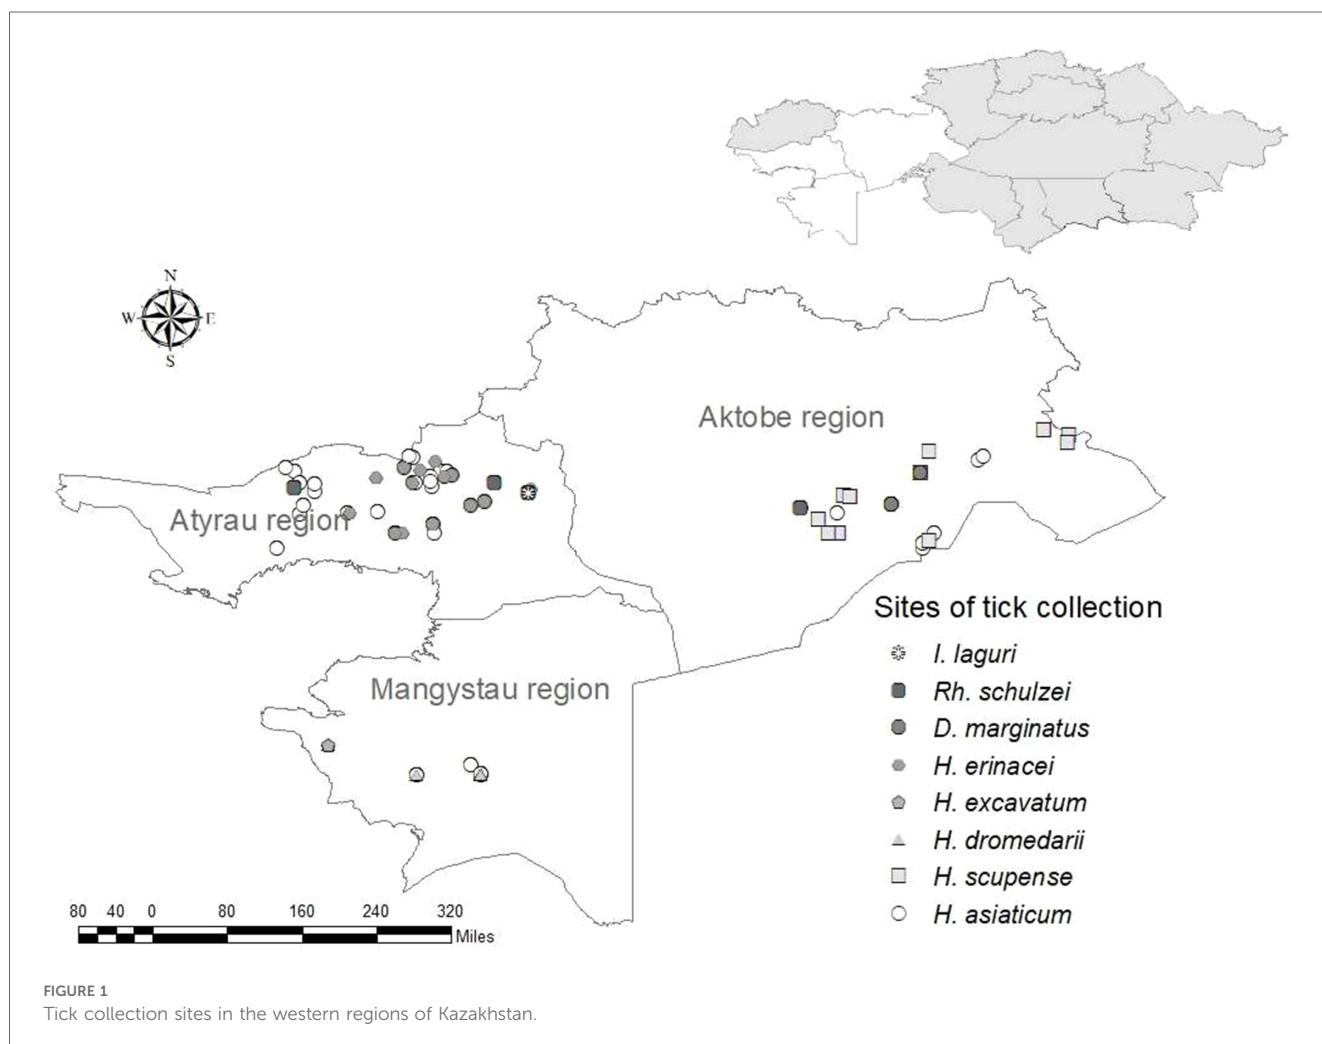 N
W E
S
Aktobe region
Atyrau region
Sites of tick collection
I. laguri
Mangystau region
Rh. schulzei
D. marginatus
H. erinacei
H. excavatum
H. dromedarii
H. scupense
H. asiaticum
80 40 0 80 160 240 320
Miles
FIGURE 1
Tick collection sites in the western regions of Kazakhstan.